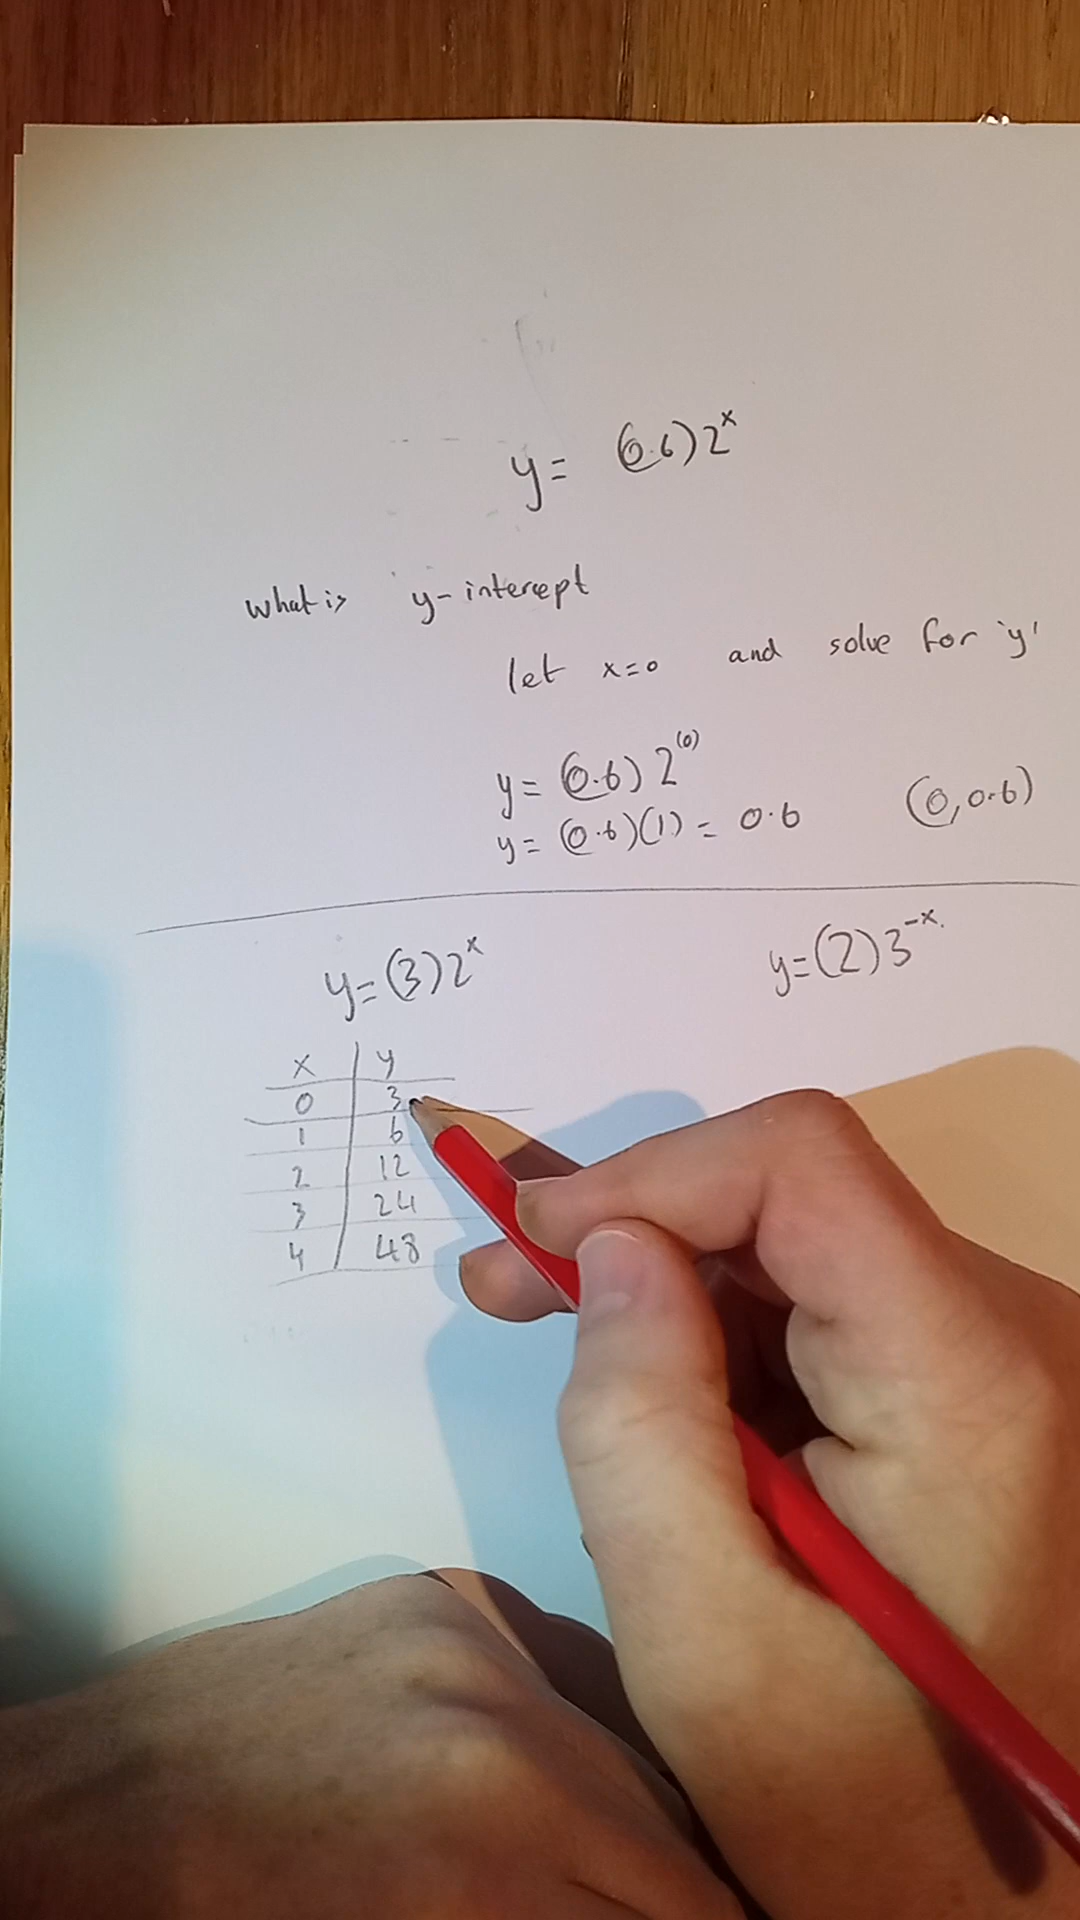 y = (0.6) 2^x
what is y-intercept
let x=0 and solve for 'y'
y = (0.6) 2^(0)
y = (0.6)(1) = 0.6 (0, 0.6)
y=(3)2^x y=(2)3^-x
x y
0 3
1 6
2 12
3 24
4 48